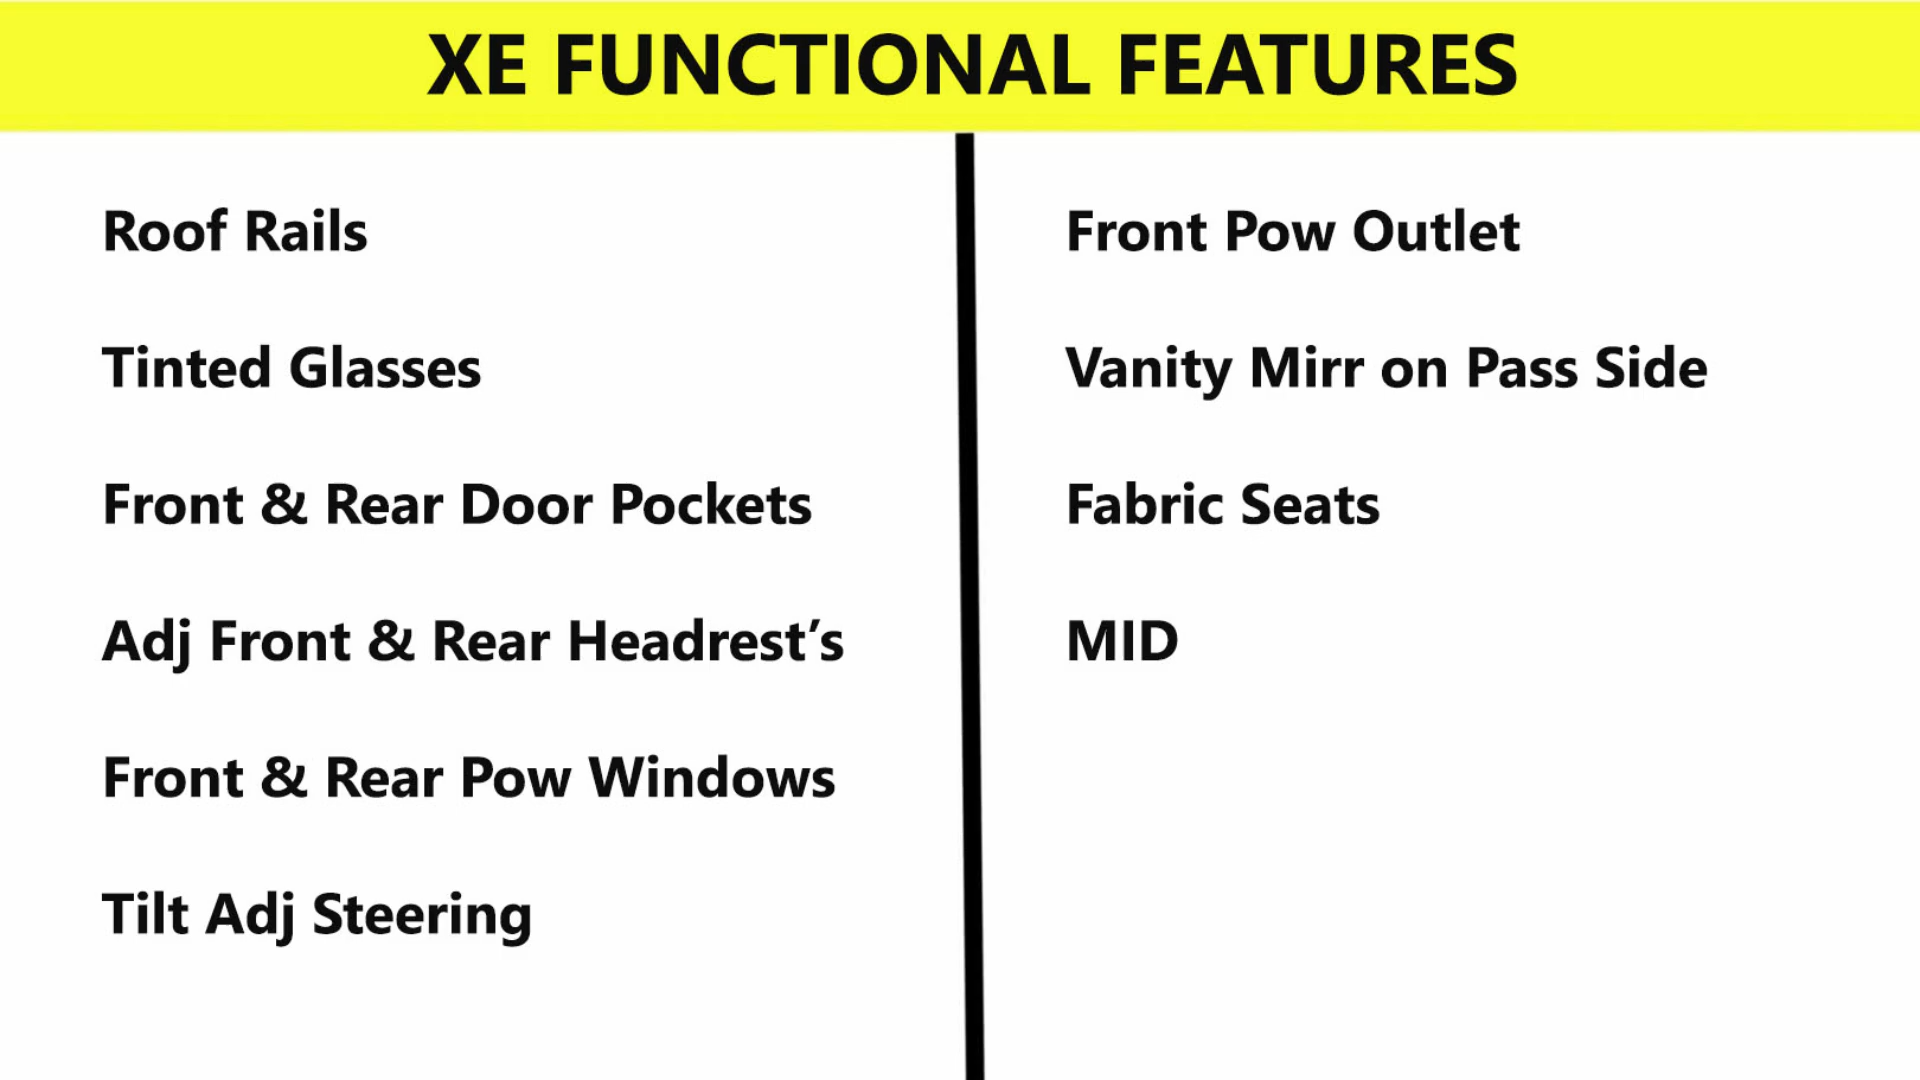 XE FUNCTIONAL FEATURES
Roof Rails
Tinted Glasses
Front & Rear Door Pockets
Adj Front & Rear Headrest’s
Front & Rear Pow Windows
Tilt Adj Steering
Front Pow Outlet
Vanity Mirr on Pass Side
Fabric Seats
MID